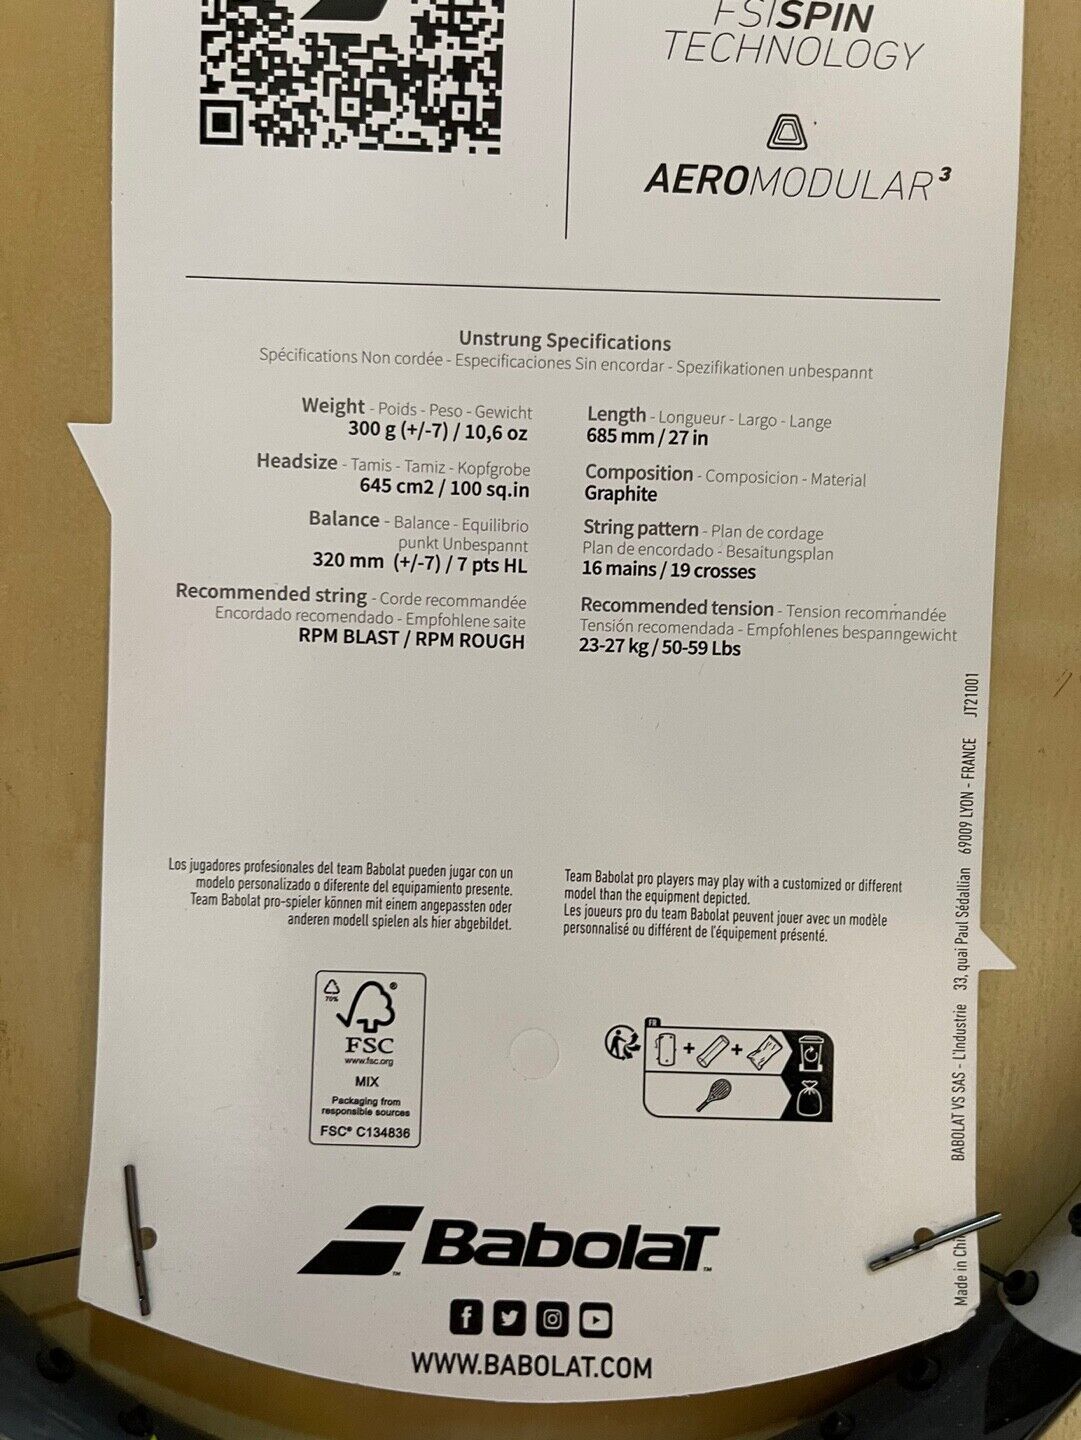 FSISPIN
TECHNOLOGY
AEROMODULAR³
Unstrung Specifications
Spécifications Non cordée - Especificaciones Sin encordar - Spezifikationen unbespannt
Weight - Poids - Peso - Gewicht
300 g (+/-7) / 10,6 oz
Headsize - Tamis - Tamiz - Kopfgrobe
645 cm2 / 100 sq.in
Balance - Balance - Equilibrio
punkt Unbespannt
320 mm (+/-7) / 7 pts HL
Recommended string - Corde recommandée
Encordado recomendado - Empfohlene saite
RPM BLAST / RPM ROUGH
Length - Longueur - Largo - Lange
685 mm / 27 in
Composition - Composicion - Material
Graphite
String pattern - Plan de cordage
Plan de encordado - Besaitungsplan
16 mains / 19 crosses
Recommended tension - Tension recommandée
Tensión recomendada - Empfohlenes bespanngewicht
23-27 kg / 50-59 Lbs
Los jugadores profesionales del team Babolat pueden jugar con un
modelo personalizado o diferente del equipamiento presente.
Team Babolat pro-spieler können mit einem angepassten oder
anderen modell spielen als hier abgebildet.
Team Babolat pro players may play with a customized or different
model than the equipment depicted.
Les joueurs pro du team Babolat peuvent jouer avec un modèle
personnalisé ou différent de l'équipement présenté.
70%
®
FSC
www.fsc.org
MIX
Packaging from
responsible sources
FSC® C134836
FR
+ +
BABOLAT VS SAS - L'Industrie 33, quai Paul Sédallian 69009 LYON - FRANCE JT21001
Made in Chi
BABOLAT™
WWW.BABOLAT.COM